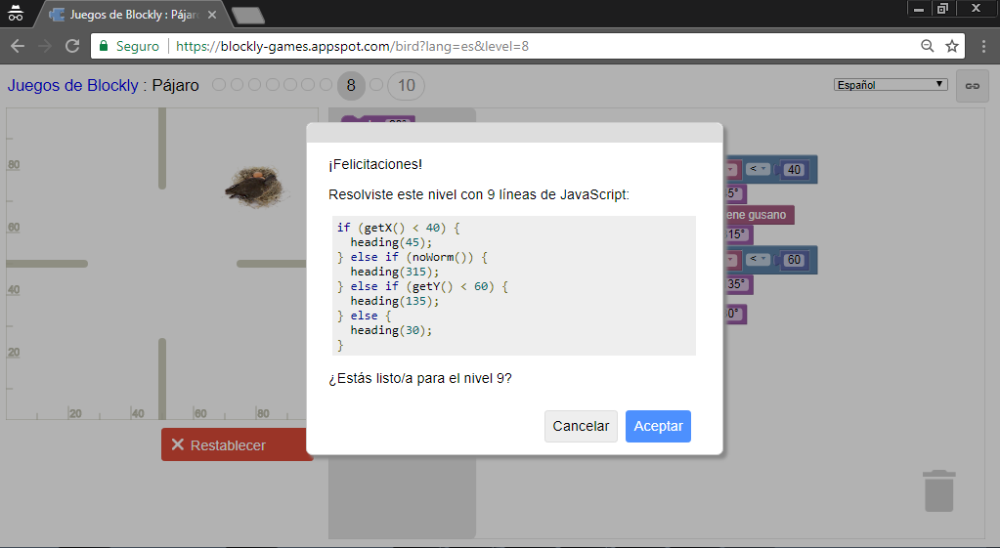 Juegos de Blockly : Pájar
Seguro
https://blockly-games.appspot.com/bird?lang=es&level=8
Juegos de Blockly : Pájaro
8
10
Español
¡Felicitaciones!
Resolviste este nivel con 9 líneas de JavaScript:
if (getX() < 40) {
heading(45);
} else if (noWorm()) {
heading(315);
} else if (getY() < 60) {
heading(135);
} else {
heading(30);
}
¿Estás listo/a para el nivel 9?
Cancelar
Aceptar
80
60
40
20
20
40
60
80
Restablecer
< 40
5°
ene gusano
15°
< 60
35°
0°